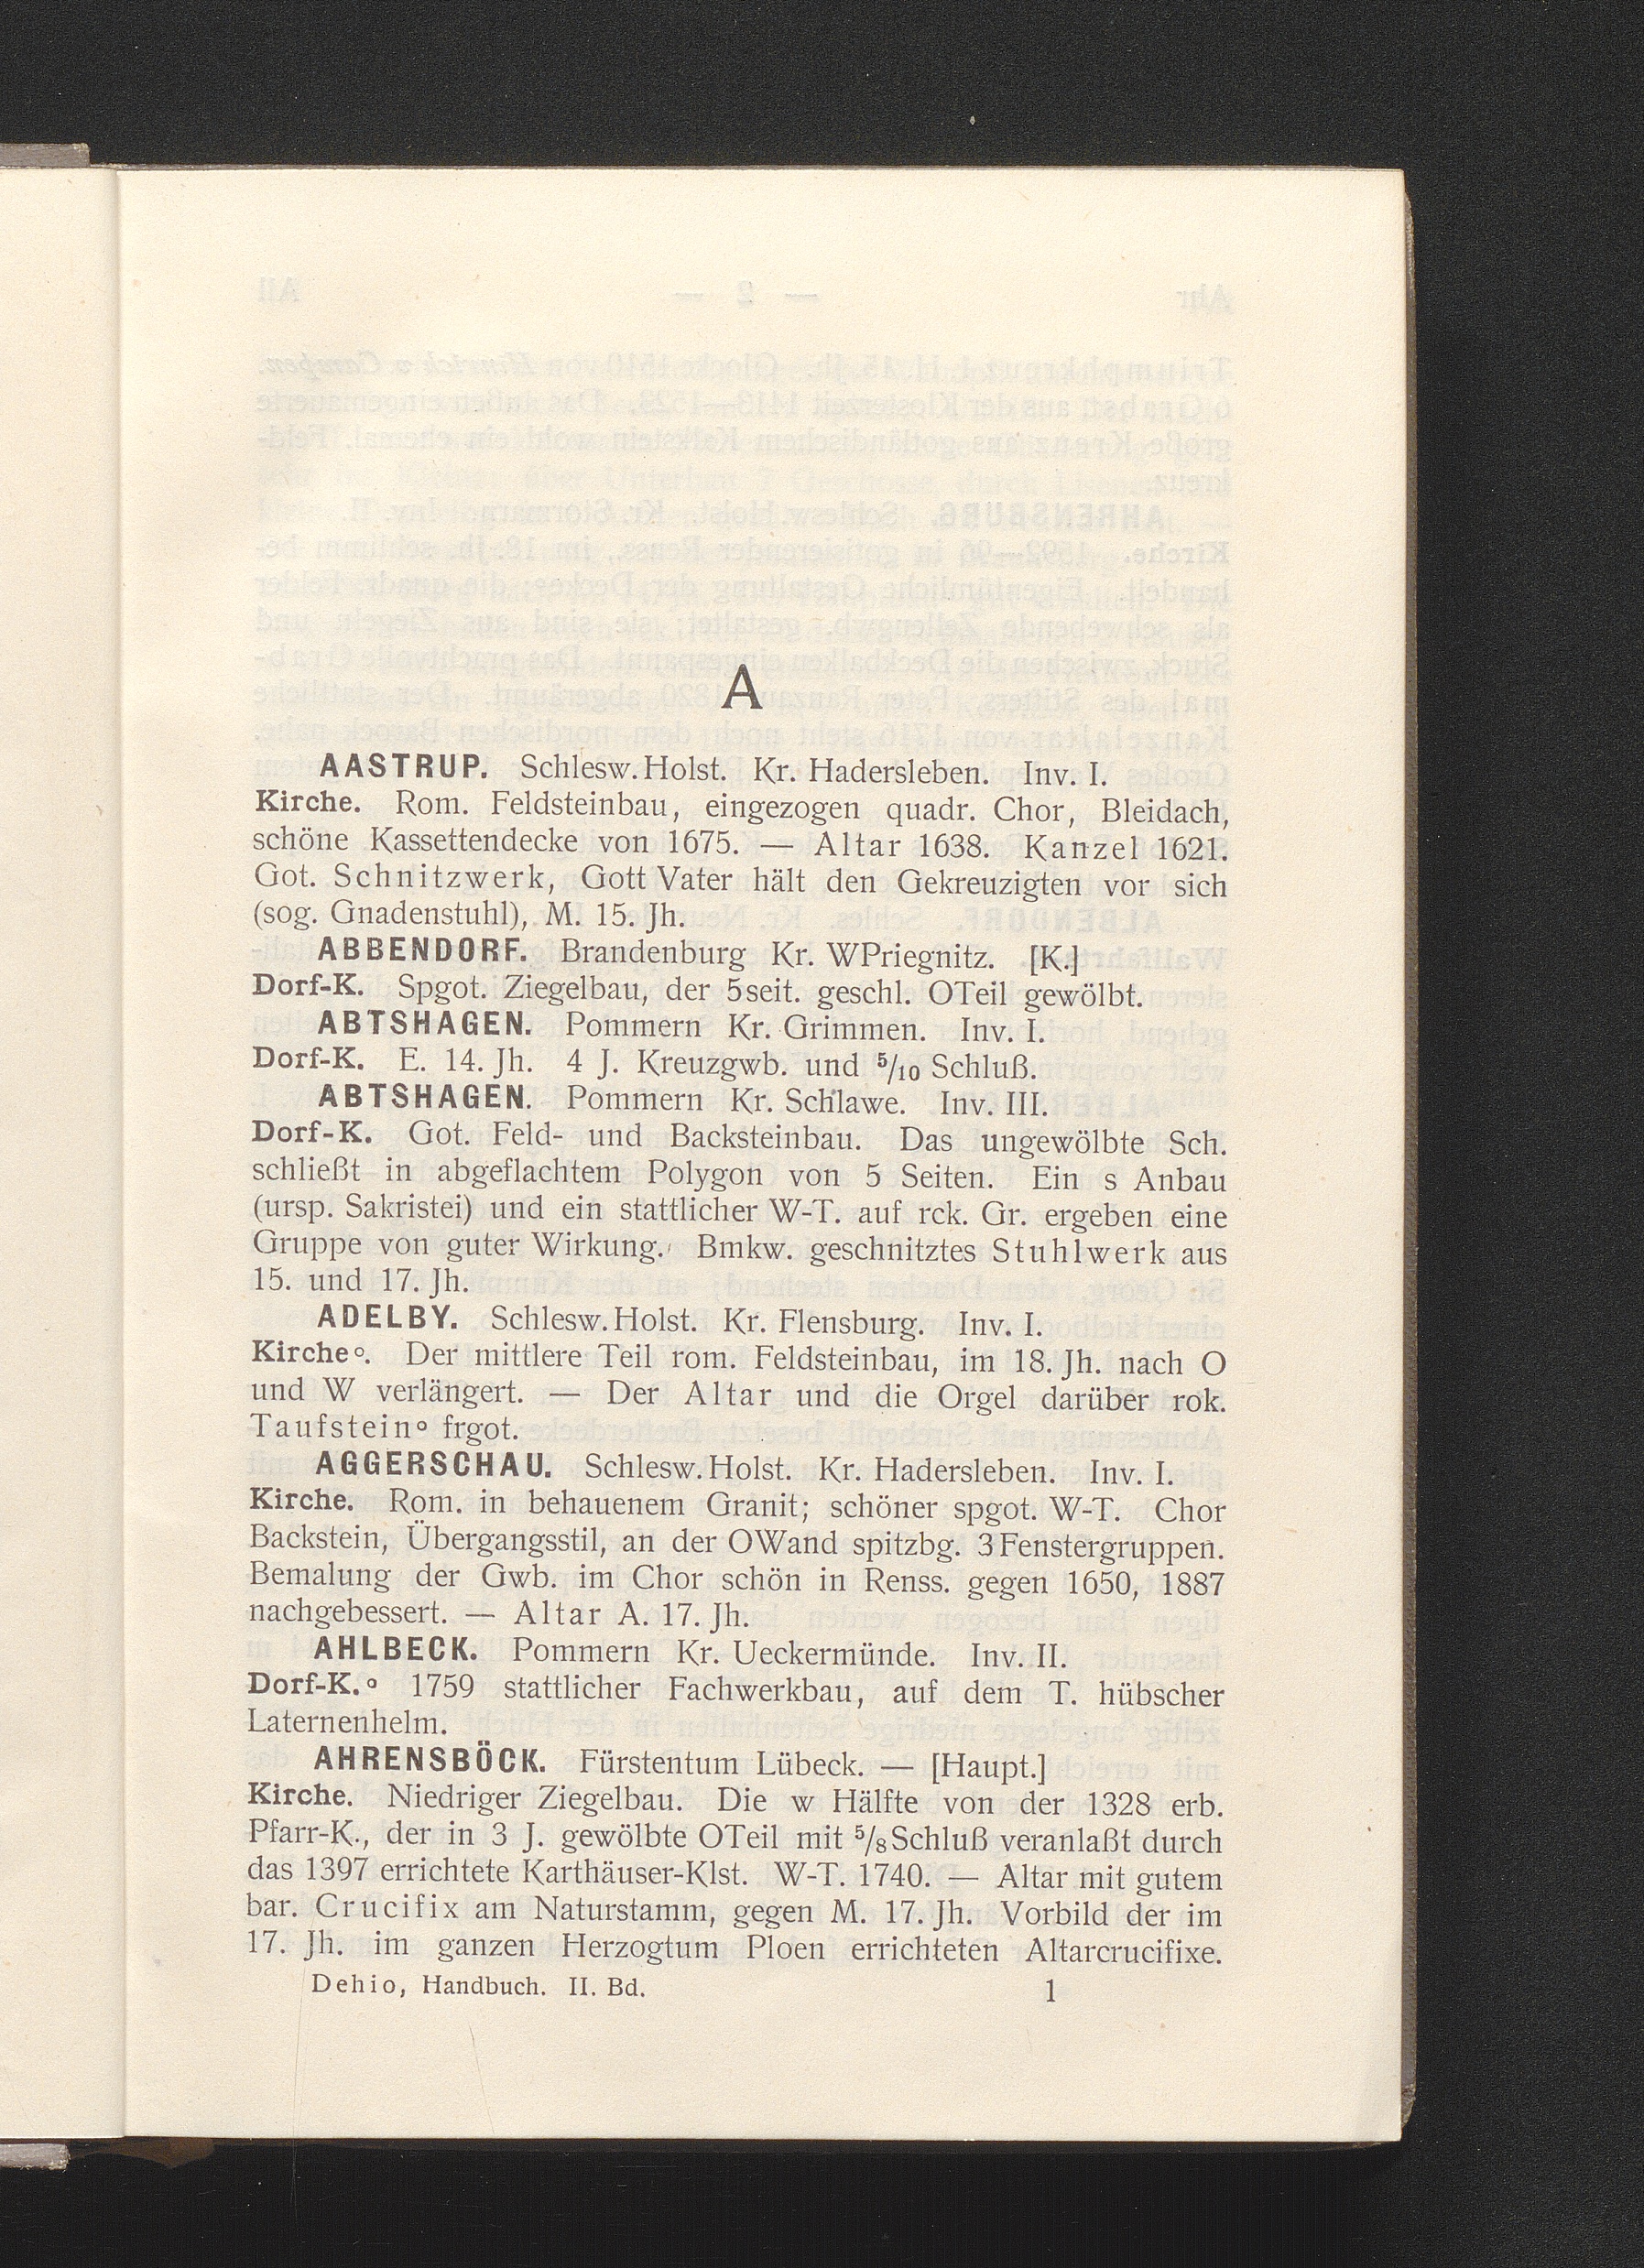 A
AASTRUP. Schlesw. Holst. Kr. Hadersleben. Inv. I.
Kirche. Rom. Feldsteinbau, eingezogen quadr. Chor, Bleidach,
schöne Kassettendecke von 1675. — Altar 1638. Kanzel 1621.
Got. Schnitzwerk, Gott Vater hält den Gekreuzigten vor sich
(sog. Gnadenstuhl), M. 15. Jh.
ABBENDORF. Brandenburg Kr. WPriegnitz. [K.]
Dorf-K. Spgot. Ziegelbau, der 5seit. geschl. OTeil gewölbt.
ABTSHAGEN. Pommern Kr. Grimmen. Inv. I.
Dorf-K. E. 14. Jh. 4 J. Kreuzgwb. und 5/10 Schluß.
ABTSHAGEN. Pommern Kr. Schlawe. Inv. III.
Dorf-K. Got. Feld- und Backsteinbau. Das ungewölbte Sch.
schließt in abgeflachtem Polygon von 5 Seiten. Ein s Anbau
(ursp. Sakristei) und ein stattlicher W-T. auf rck. Gr. ergeben eine
Gruppe von guter Wirkung. Bmkw. geschnitztes Stuhlwerk aus
15. und 17. Jh.
ADELBY. Schlesw. Holst. Kr. Flensburg. Inv. I.
Kirche°. Der mittlere Teil rom. Feldsteinbau, im 18. Jh. nach O
und W verlängert. — Der Altar und die Orgel darüber rok.
Taufstein° frgot.
AGGERSCHAU. Schlesw. Holst. Kr. Hadersleben. Inv. I.
Kirche. Rom. in behauenem Granit; schöner spgot. W-T. Chor
Backstein, Übergangsstil, an der OWand spitzbg. 3Fenstergruppen.
Bemalung der Gwb. im Chor schön in Renss. gegen 1650, 1887
nachgebessert. — Altar A. 17. Jh.
AHLBECK. Pommern Kr. Ueckermünde. Inv. II.
Dorf-K.° 1759 stattlicher Fachwerkbau, auf dem T. hübscher
Laternenhelm.
AHRENSBÖCK. Fürstentum Lübeck. — [Haupt.]
Kirche. Niedriger Ziegelbau. Die w Hälfte von der 1328 erb.
Pfarr-K., der in 3 J. gewölbte OTeil mit 5/8 Schluß veranlaßt durch
das 1397 errichtete Karthäuser-Klst. W-T. 1740. — Altar mit gutem
bar. Crucifix am Naturstamm, gegen M. 17. Jh. Vorbild der im
17. Jh. im ganzen Herzogtum Ploen errichteten Altarcrucifixe.
Dehio, Handbuch. II. Bd. 1